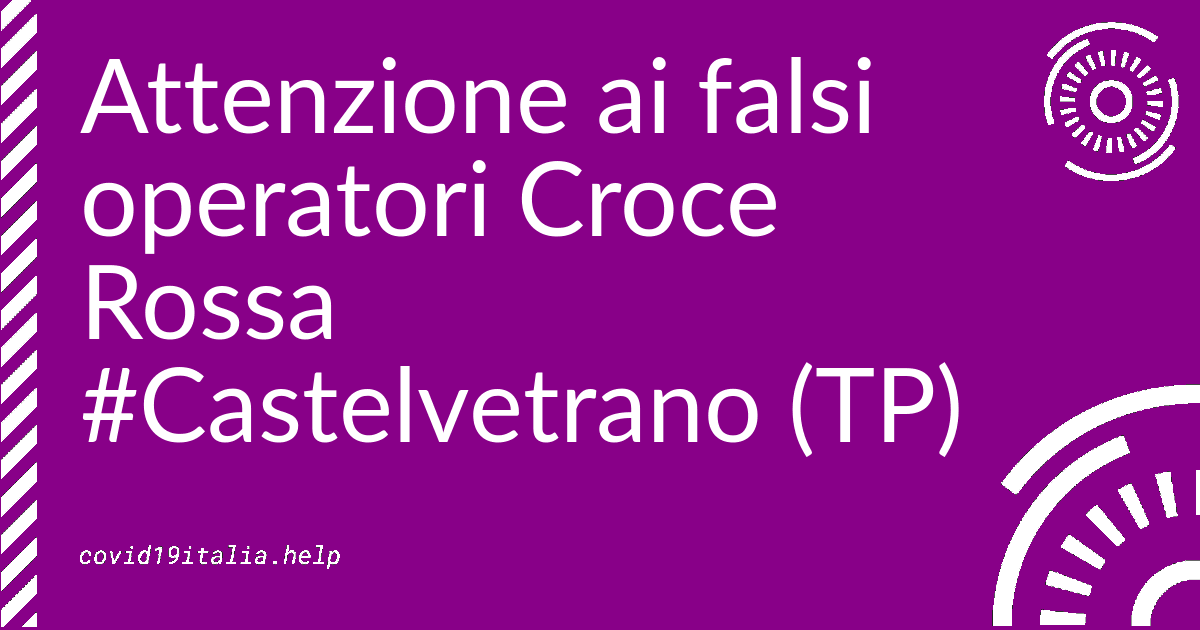 Attenzione ai falsi
operatori Croce
Rossa
#Castelvetrano (TP)
covid19italia.help